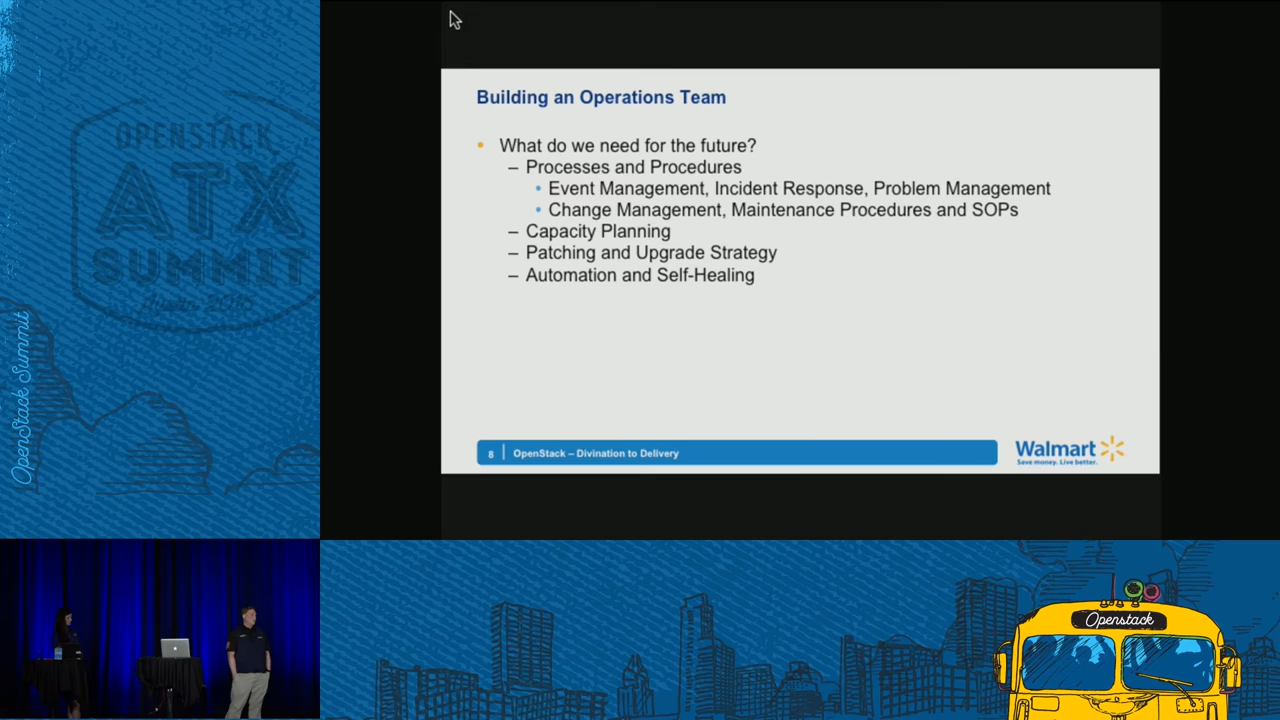 OPENSTACK
ATX
SUMMIT
Austin 2016
OpenStack Summit
Building an Operations Team
• What do we need for the future?
– Processes and Procedures
• Event Management, Incident Response, Problem Management
• Change Management, Maintenance Procedures and SOPs
– Capacity Planning
– Patching and Upgrade Strategy
– Automation and Self-Healing
8 OpenStack – Divination to Delivery
Walmart
Save money. Live better.
Openstack